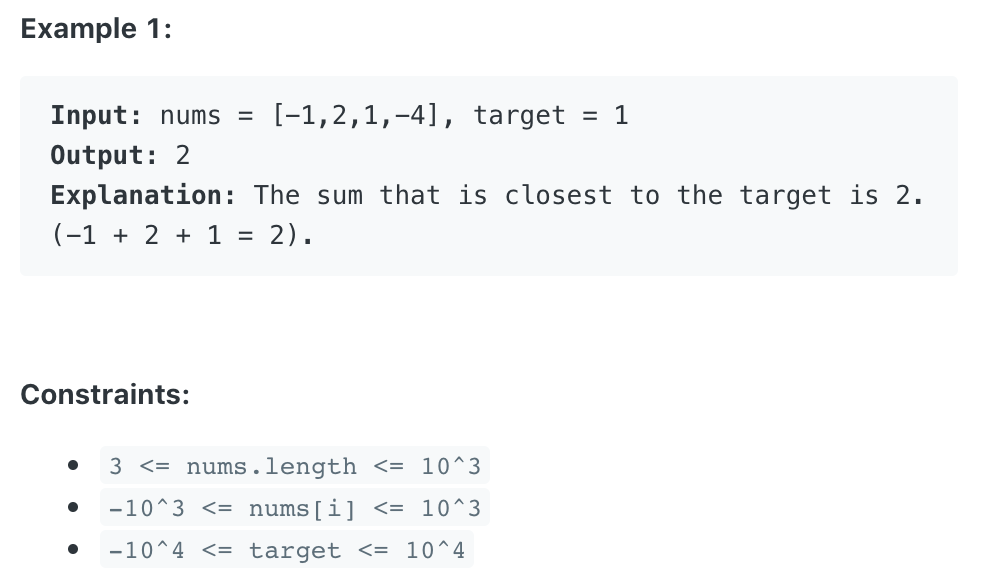 Example 1:
Input: nums = [-1,2,1,-4], target = 1
Output: 2
Explanation: The sum that is closest to the target is 2.
(-1 + 2 + 1 = 2).
Constraints:
• 3 <= nums.length <= 10^3
• -10^3 <= nums[i] <= 10^3
• -10^4 <= target <= 10^4